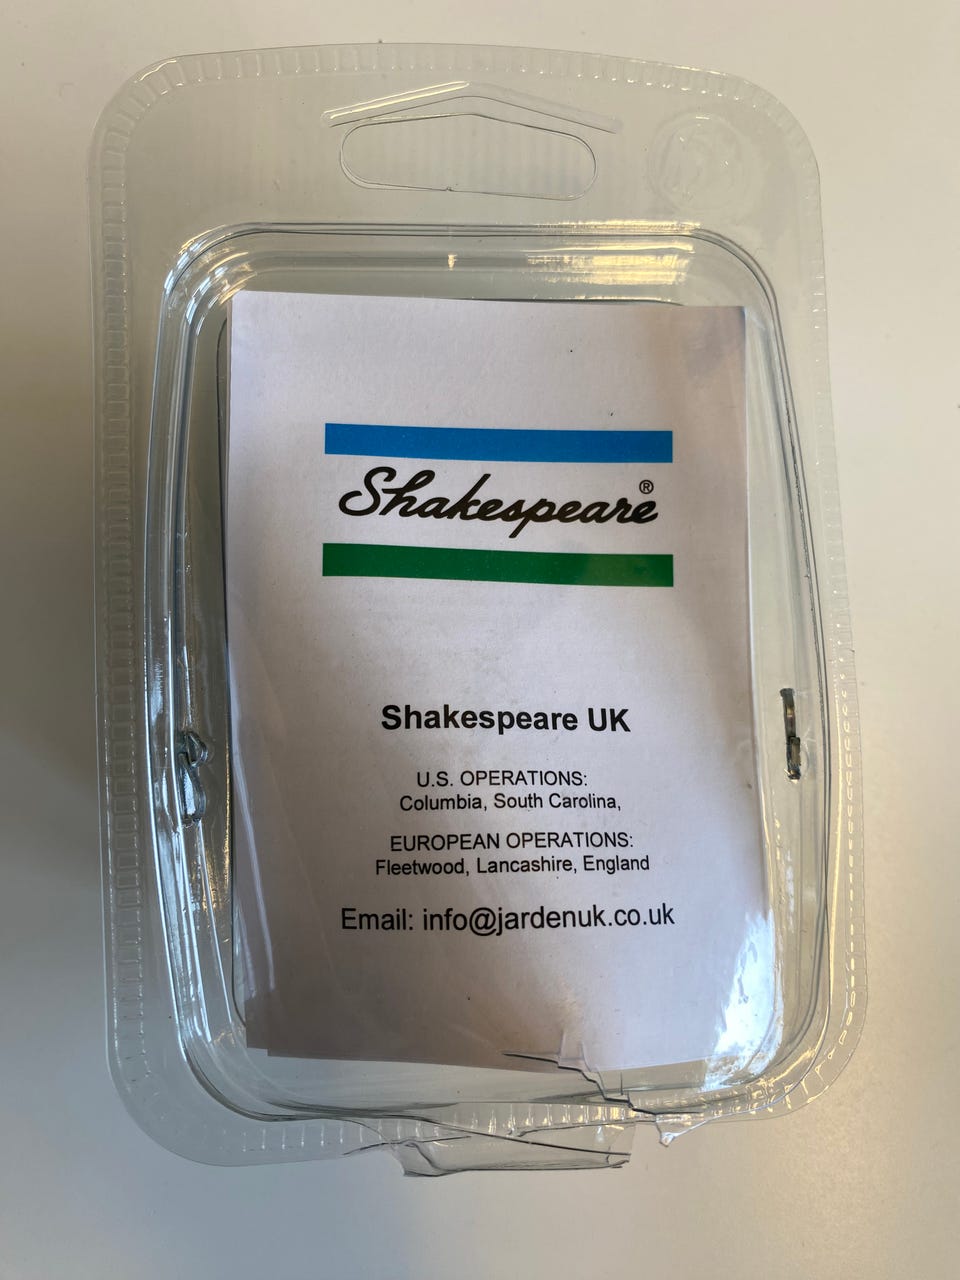 Shakespeare®
Shakespeare UK
U.S. OPERATIONS:
Columbia, South Carolina,
EUROPEAN OPERATIONS:
Fleetwood, Lancashire, England
Email: info@jardenuk.co.uk